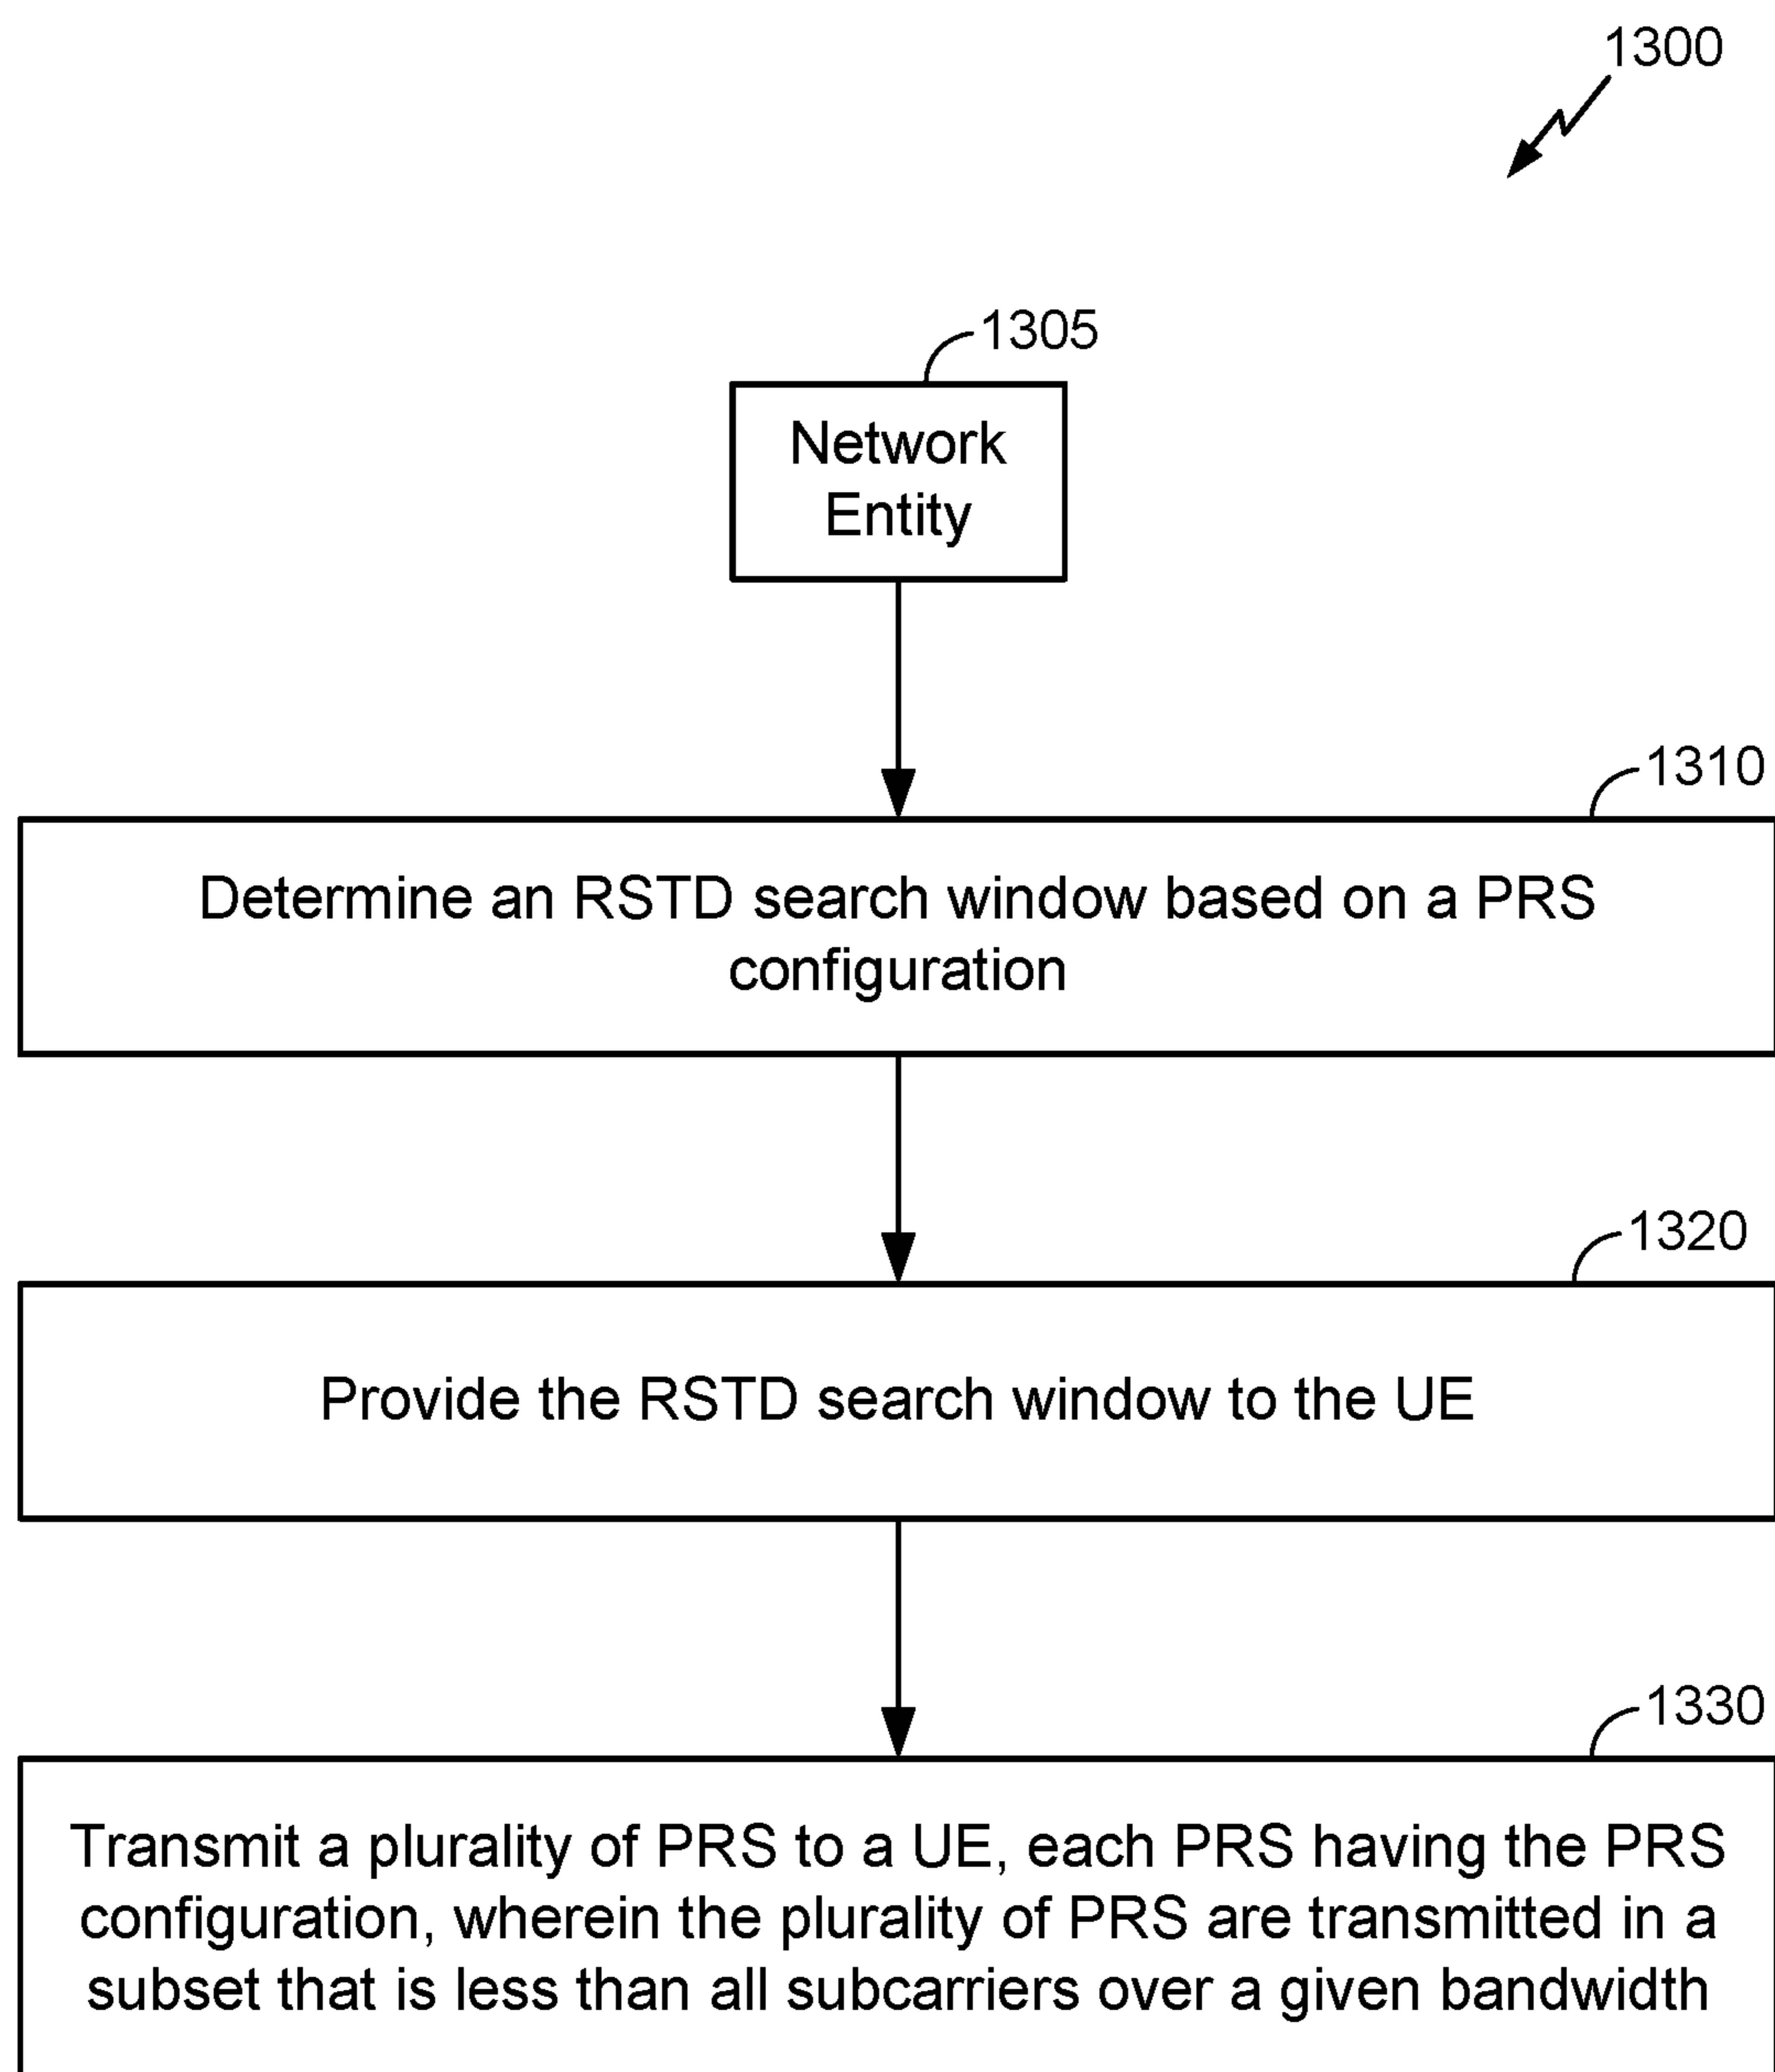 1300
1305
Network
Entity
1310
Determine an RSTD search window based on a PRS
configuration
1320
Provide the RSTD search window to the UE
1330
Transmit a plurality of PRS to a UE, each PRS having the PRS
configuration, wherein the plurality of PRS are transmitted in a
subset that is less than all subcarriers over a given bandwidth